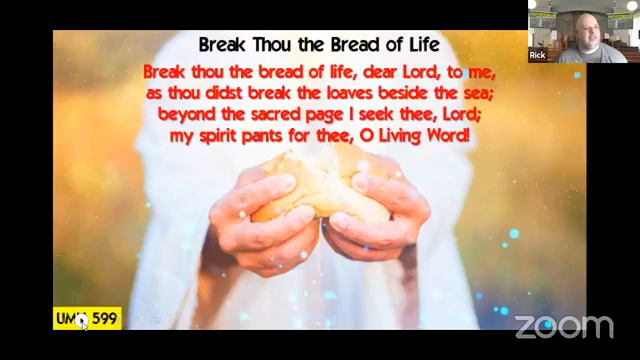 Break Thou the Bread of Life
Break thou the bread of life, dear Lord, to me,
as thou didst break the loaves beside the sea;
beyond the sacred page I seek thee, Lord;
my spirit pants for thee, O Living Word!
UMH 599
Rick
zoom